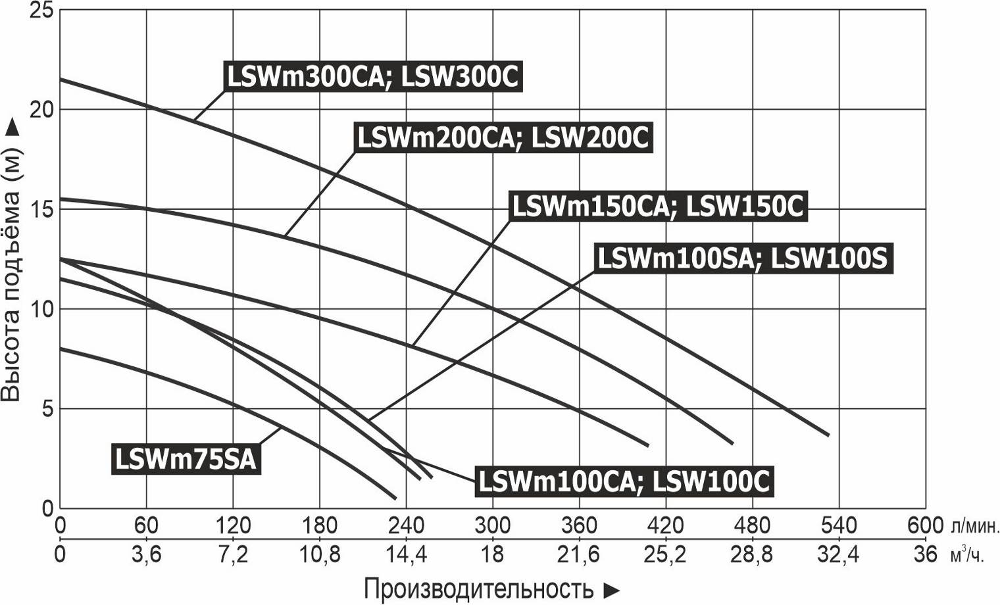 25
LSWm300CA; LSW300C
20
LSWm200CA; LSW200C
15
LSWm150CA; LSW150C
LSWm100SA; LSW100S
10
5
LSWm75SA
LSWm100CA; LSW100C
0
Высота подъёма (м) ►
0 60 120 180 240 300 360 420 480 540 600 л/мин.
0 3,6 7,2 10,8 14,4 18 21,6 25,2 28,8 32,4 36 м³/ч.
Производительность ►